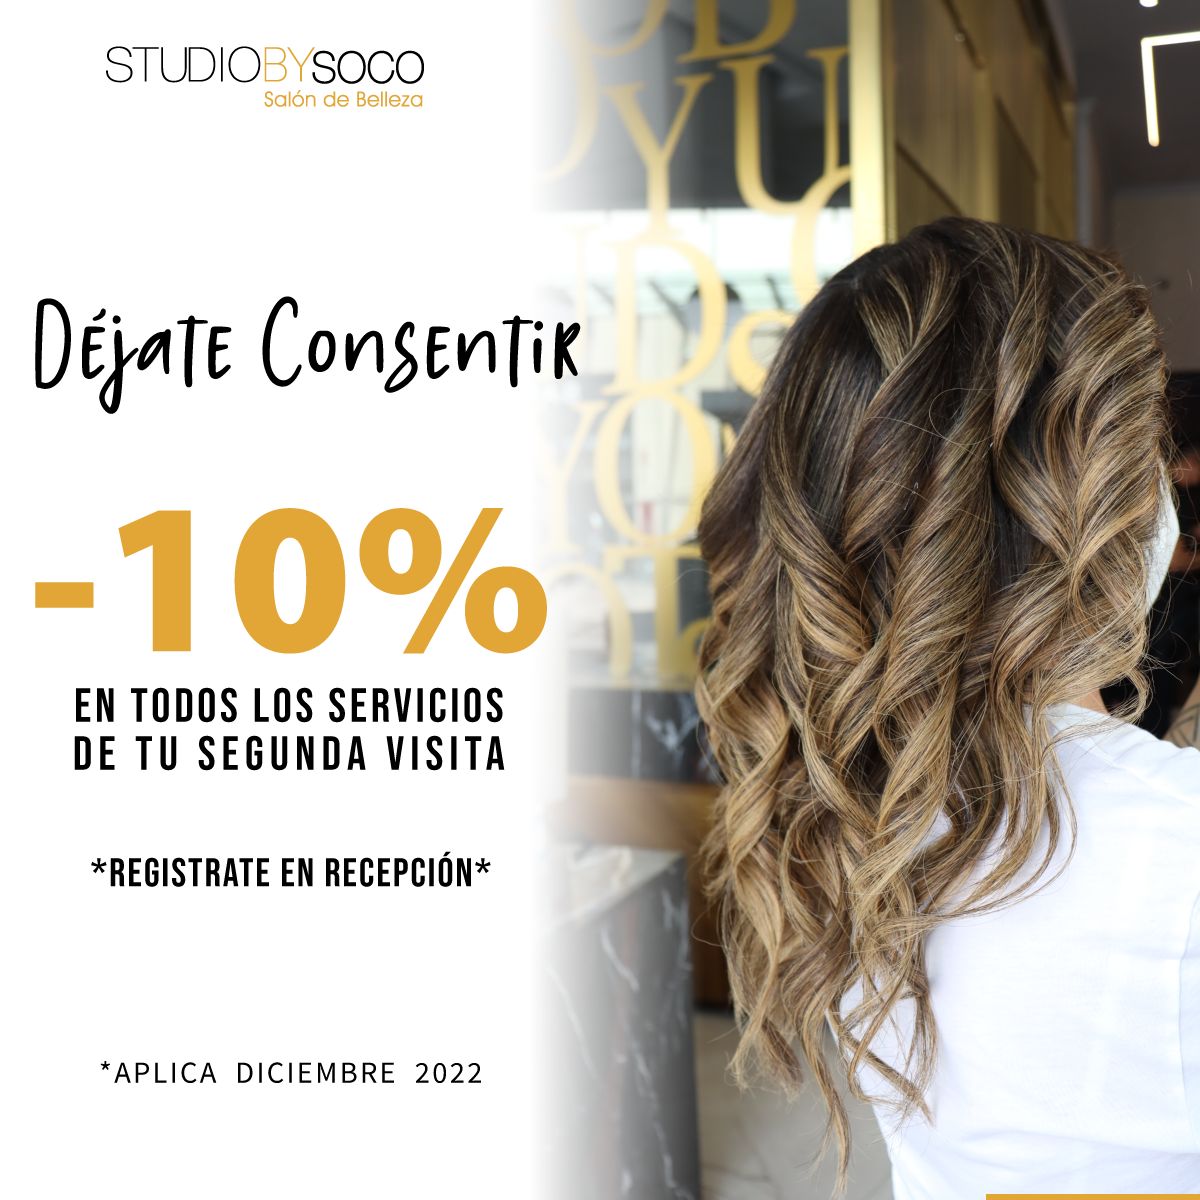 STUDIOBYSOCO
Salón de Belleza
Déjate Consentir
-10%
EN TODOS LOS SERVICIOS
DE TU SEGUNDA VISITA
*REGISTRATE EN RECEPCIÓN*
*APLICA DICIEMBRE 2022